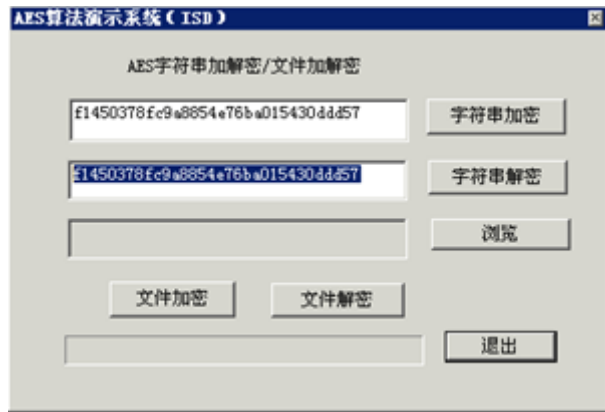 AES算法演示系统(ISD)
AES字符串加解密/文件加解密
f1450378fc9a8854e76ba015430ddd57
字符串加密
f1450378fc9a8854e76ba015430ddd57
字符串解密
浏览
文件加密
文件解密
退出